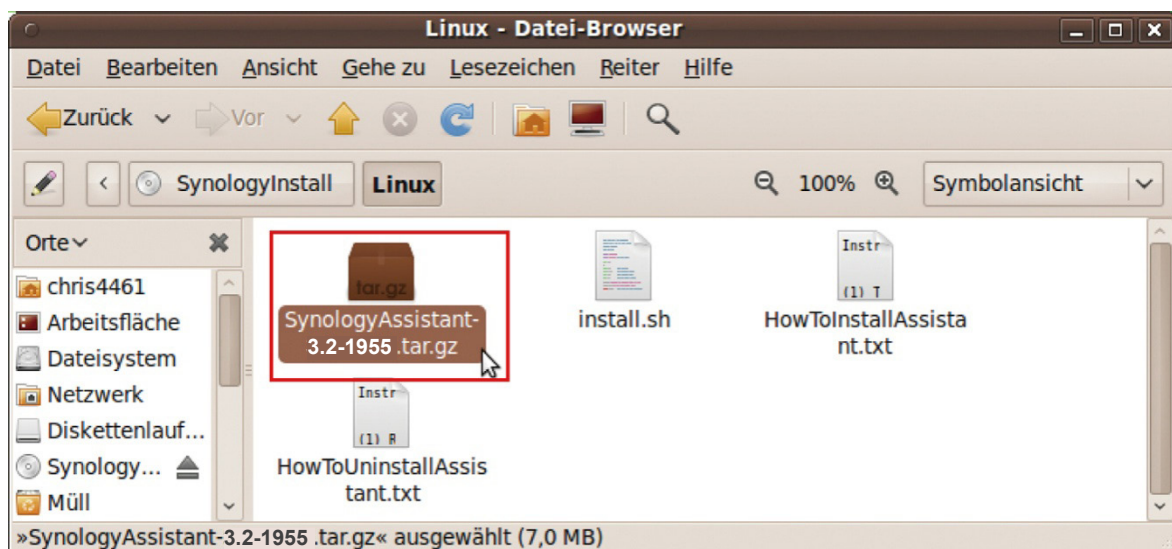 Linux - Datei-Browser
Datei Bearbeiten Ansicht Gehe zu Lesezeichen Reiter Hilfe
Zurück Vor
SynologyInstall Linux 100% Symbolansicht
Orte
chris4461
Arbeitsfläche
Dateisystem
Netzwerk
Diskettenlauf...
Synology...
Müll
tar.gz
SynologyAssistant-
3.2-1955 .tar.gz
install.sh
Instr
(1) T
HowToInstallAssista
nt.txt
Instr
(1) R
HowToUninstallAssis
tant.txt
»SynologyAssistant-3.2-1955 .tar.gz« ausgewählt (7,0 MB)